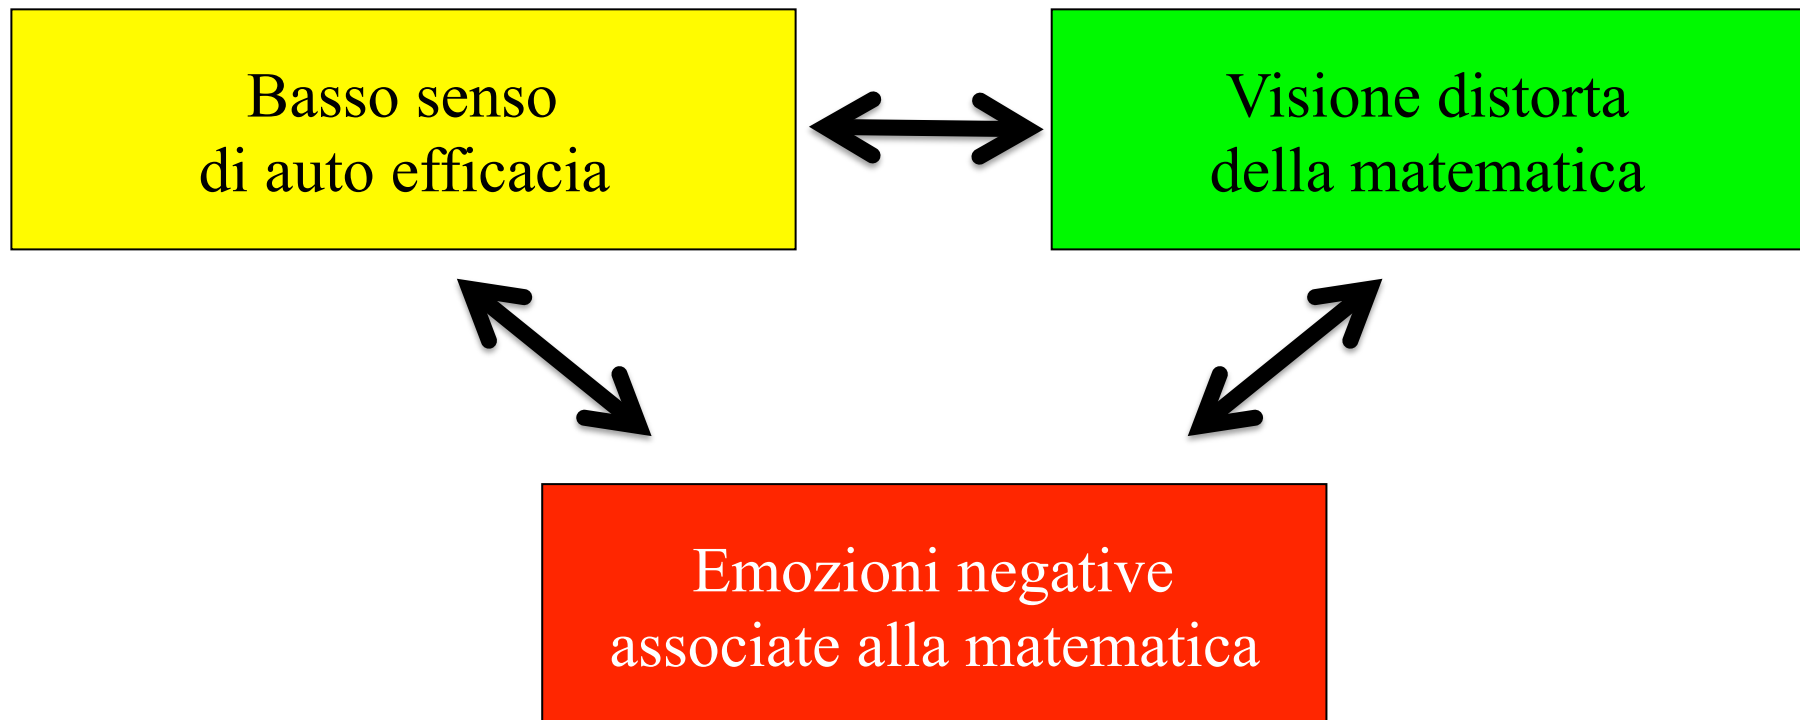 Basso senso
di auto efficacia
Visione distorta
della matematica
Emozioni negative
associate alla matematica